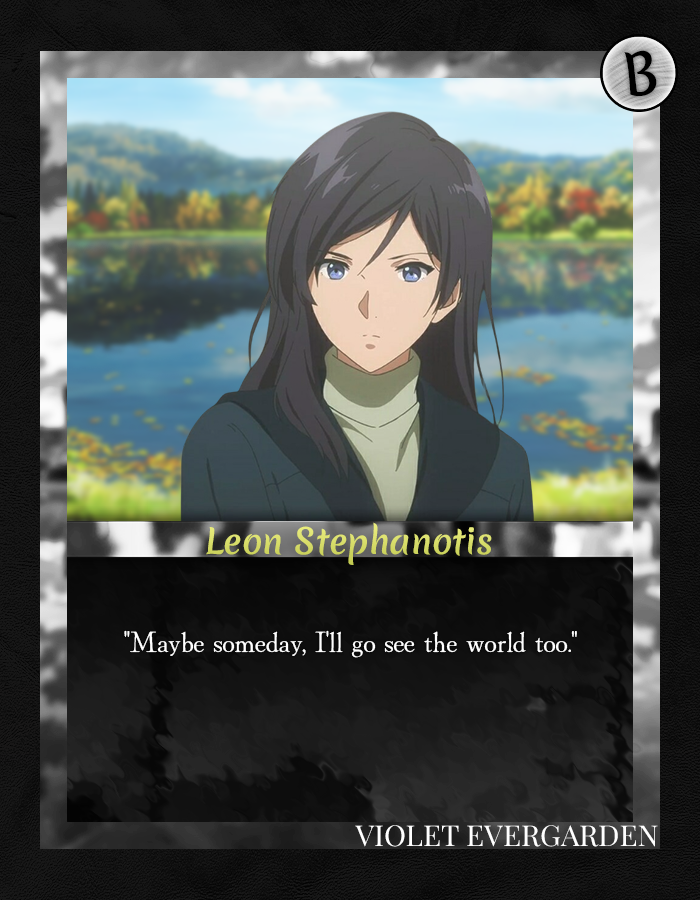 B
Leon Stephanotis
"Maybe someday, I'll go see the world too."
VIOLET EVERGARDEN